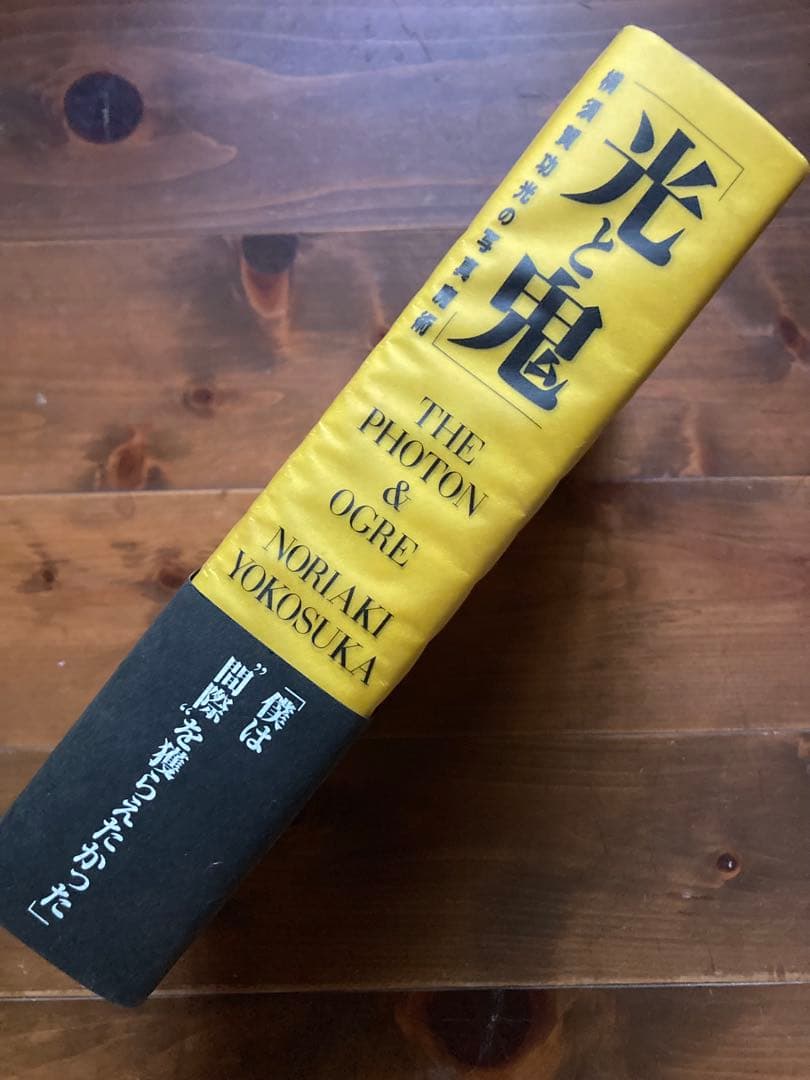 横須賀功光の写真魔術
「光と鬼」
THE
PHOTON
&
OGRE
NORIAKI
YOKOSUKA
「僕は
”間際“を獲らえたかった」